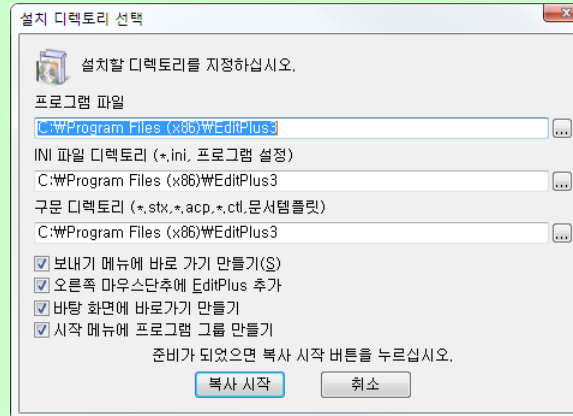 설치 디렉토리 선택
설치할 디렉토리를 지정하십시오.
프로그램 파일
C:₩Program Files (x86)₩EditPlus3
...
INI 파일 디렉토리 (*.ini, 프로그램 설정)
C:₩Program Files (x86)₩EditPlus3
...
구문 디렉토리 (*.stx,*.acp,*.ctl,문서템플릿)
C:₩Program Files (x86)₩EditPlus3
...
보내기 메뉴에 바로 가기 만들기(S)
오른쪽 마우스단추에 EditPlus 추가
바탕 화면에 바로가기 만들기
시작 메뉴에 프로그램 그룹 만들기
준비가 되었으면 복사 시작 버튼을 누르십시오.
복사 시작 취소